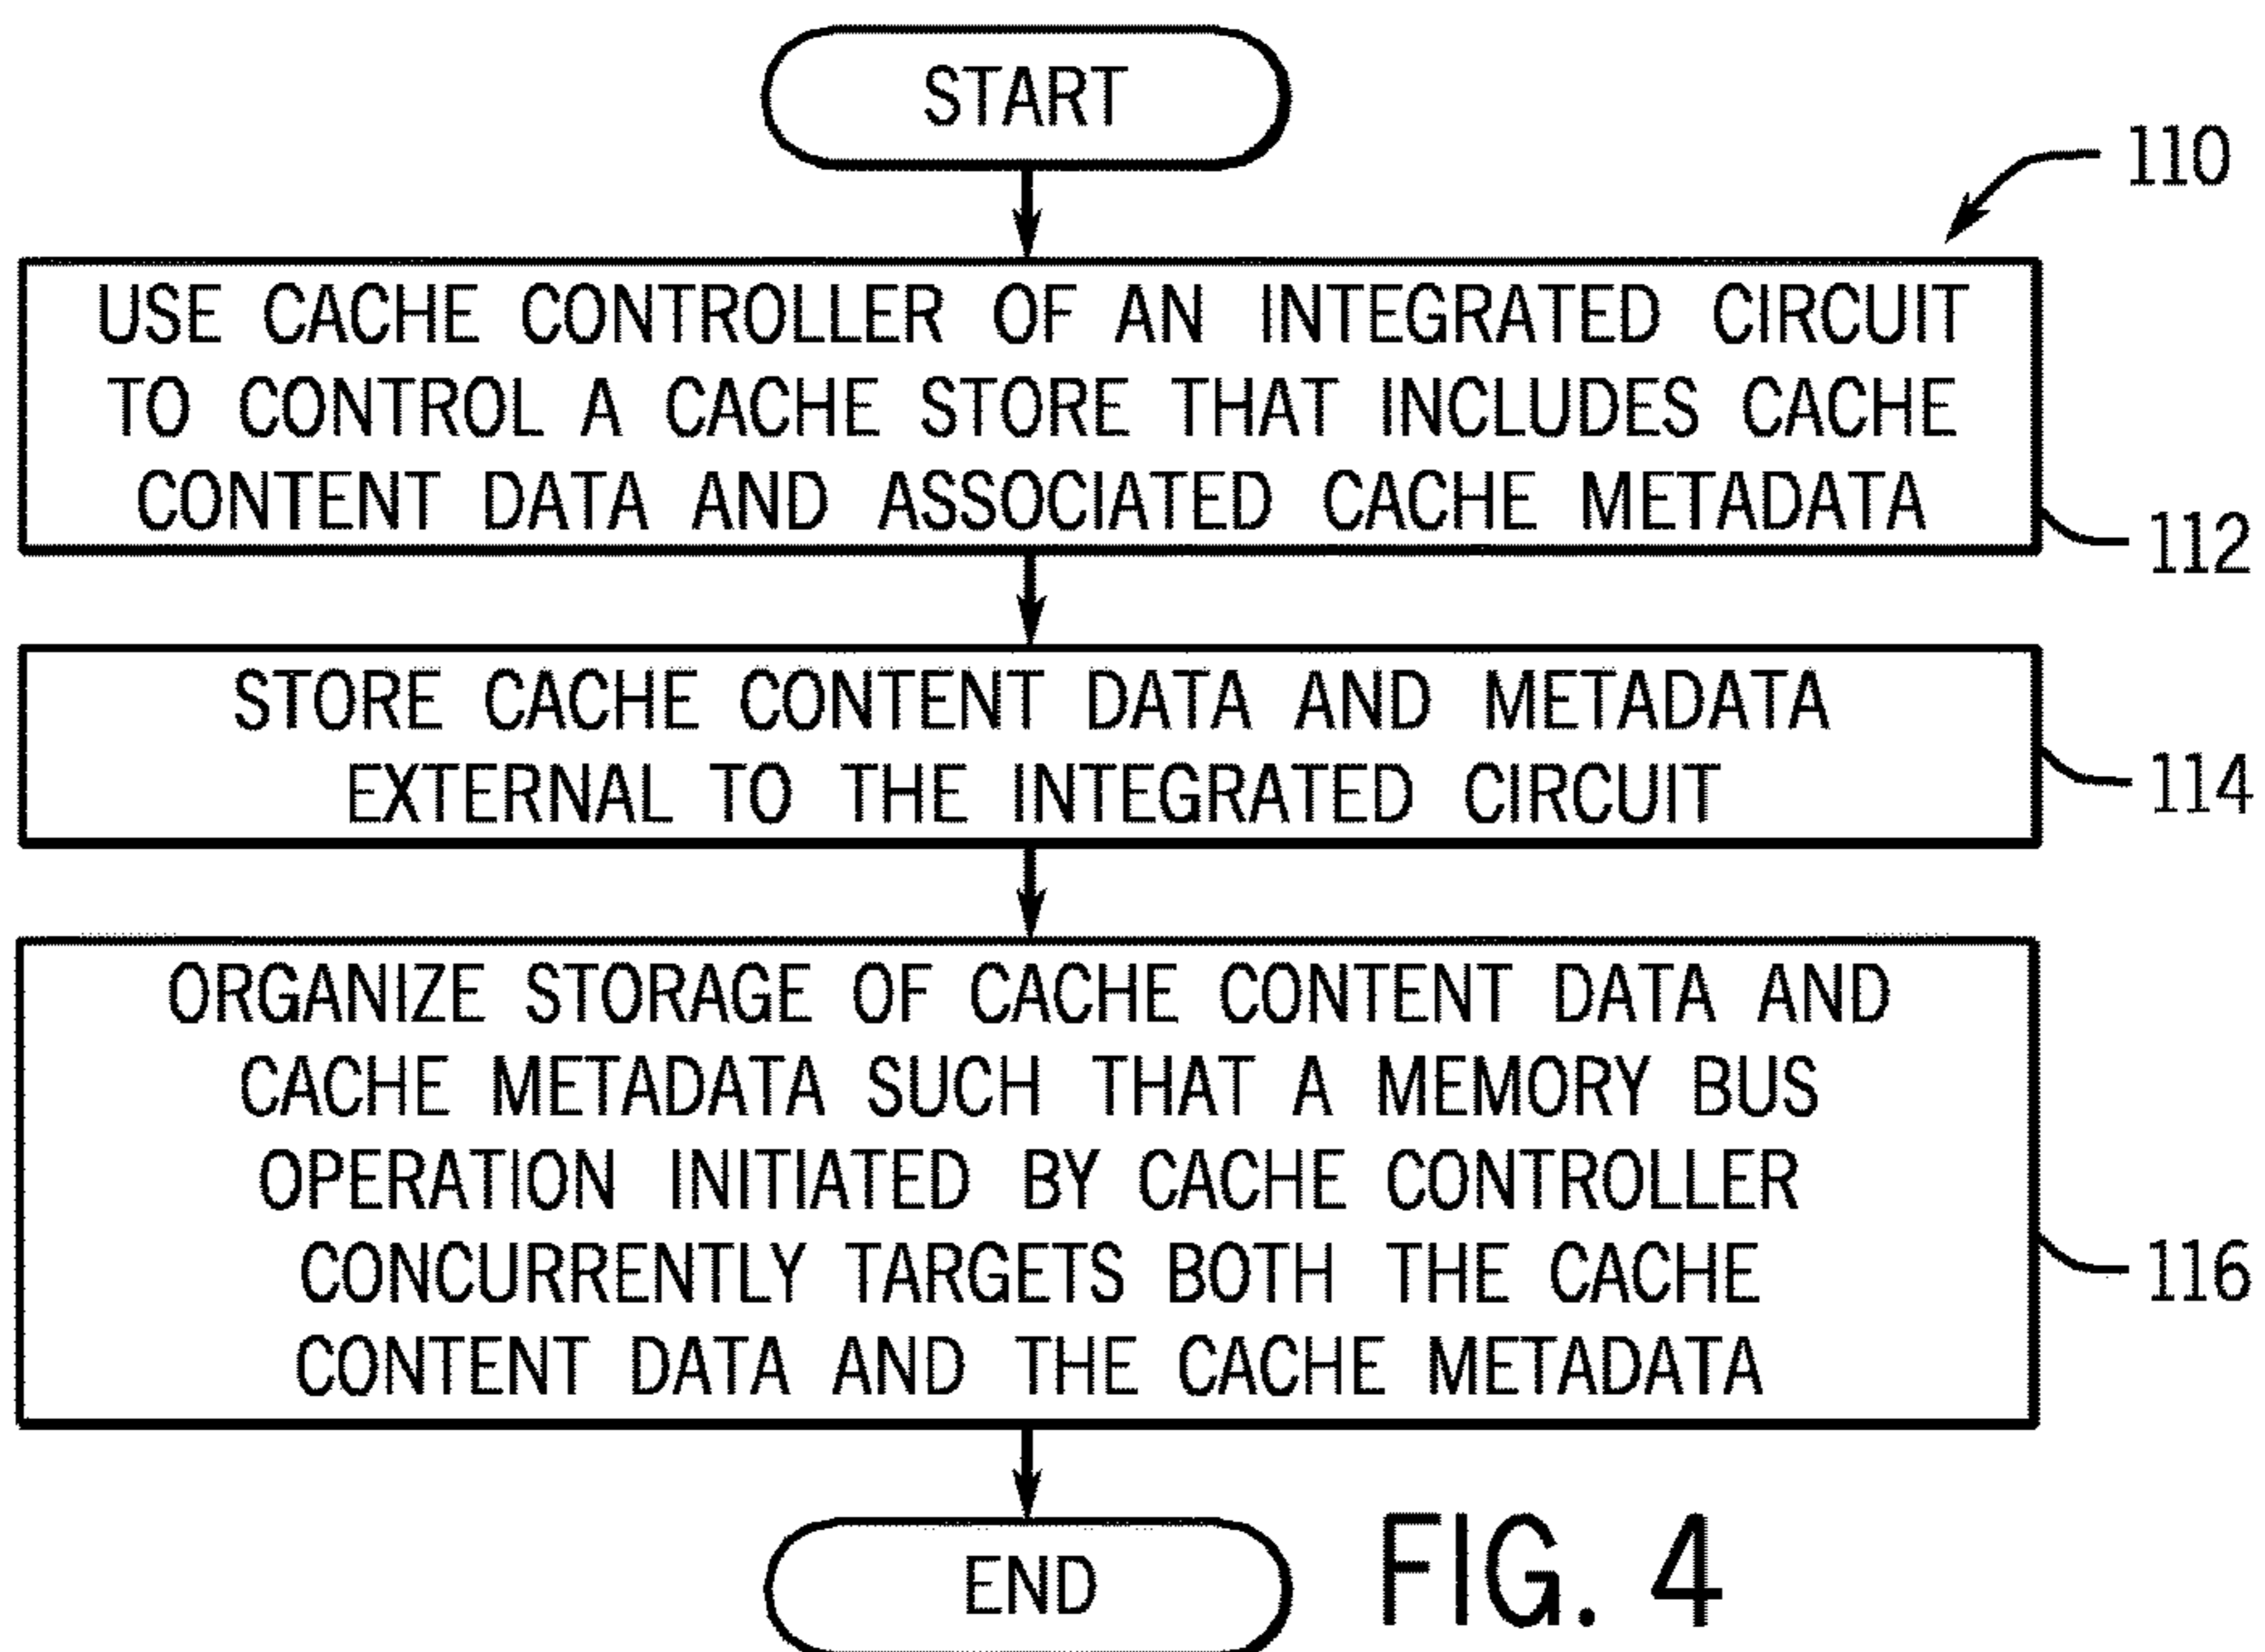 START
110
USE CACHE CONTROLLER OF AN INTEGRATED CIRCUIT
TO CONTROL A CACHE STORE THAT INCLUDES CACHE
CONTENT DATA AND ASSOCIATED CACHE METADATA
112
STORE CACHE CONTENT DATA AND METADATA
EXTERNAL TO THE INTEGRATED CIRCUIT
114
ORGANIZE STORAGE OF CACHE CONTENT DATA AND
CACHE METADATA SUCH THAT A MEMORY BUS
OPERATION INITIATED BY CACHE CONTROLLER
CONCURRENTLY TARGETS BOTH THE CACHE
CONTENT DATA AND THE CACHE METADATA
116
END
FIG. 4